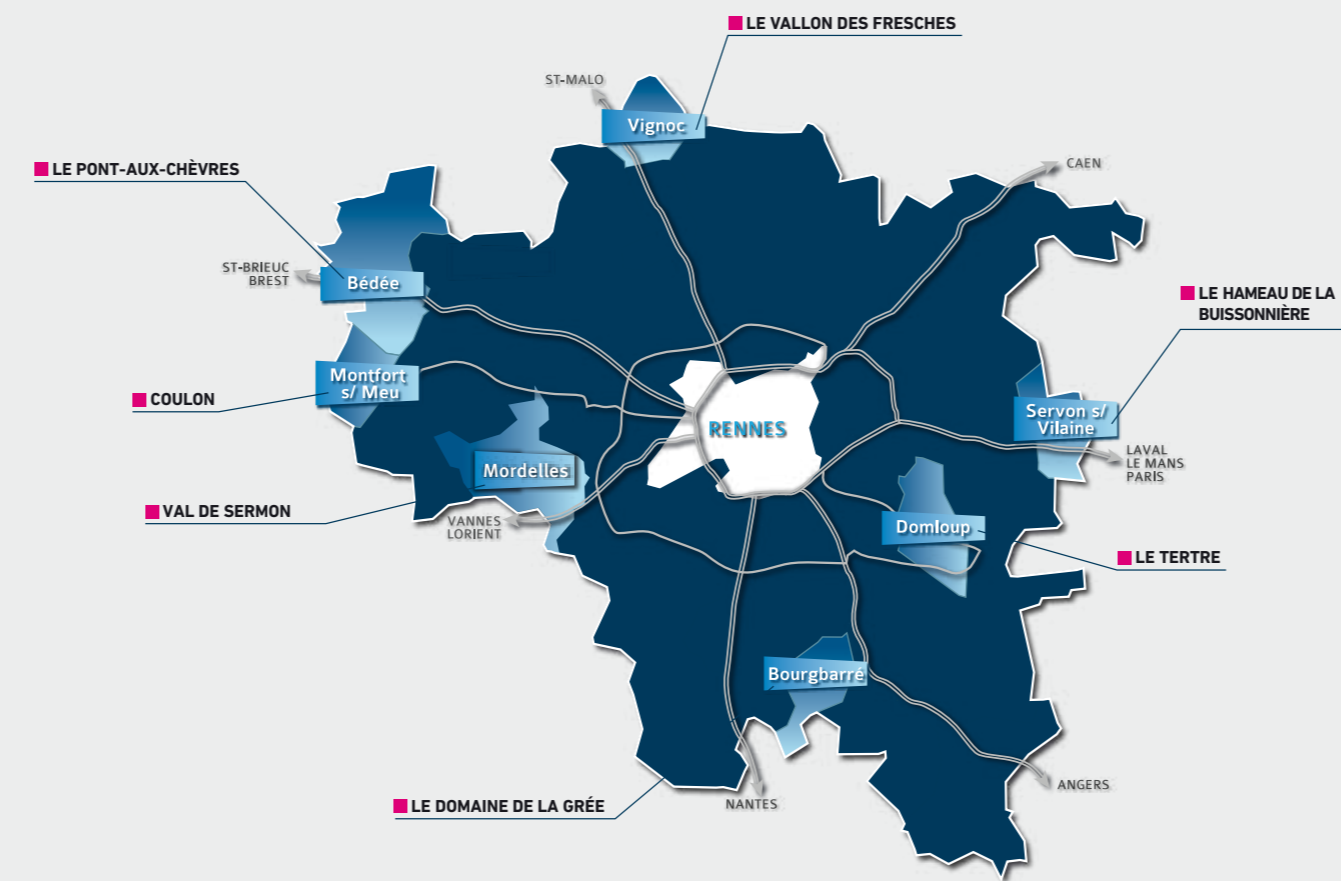 LE VALLON DES FRESCHES
ST-MALO
Vignoc
LE PONT-AUX-CHÈVRES
CAEN
ST-BRIEUC
BREST
Bédée
LE HAMEAU DE LA
BUISSONNIÈRE
Montfort
s/ Meu
COULON
RENNES
Servon s/
Vilaine
LAVAL
LE MANS
PARIS
Mordelles
VAL DE SERMON
VANNES
LORIENT
Domloup
LE TERTRE
Bourgbarré
LE DOMAINE DE LA GRÉE
NANTES
ANGERS